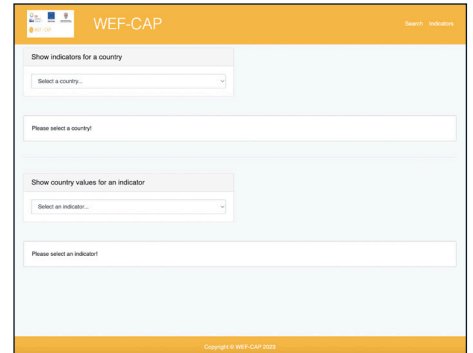 WEF-CAP
Search Indicators
Show indicators for a country
Select a country...
Please select a country!
Show country values for an indicator
Select an indicator...
Please select an indicator!
Copyright © WEF-CAP 2023